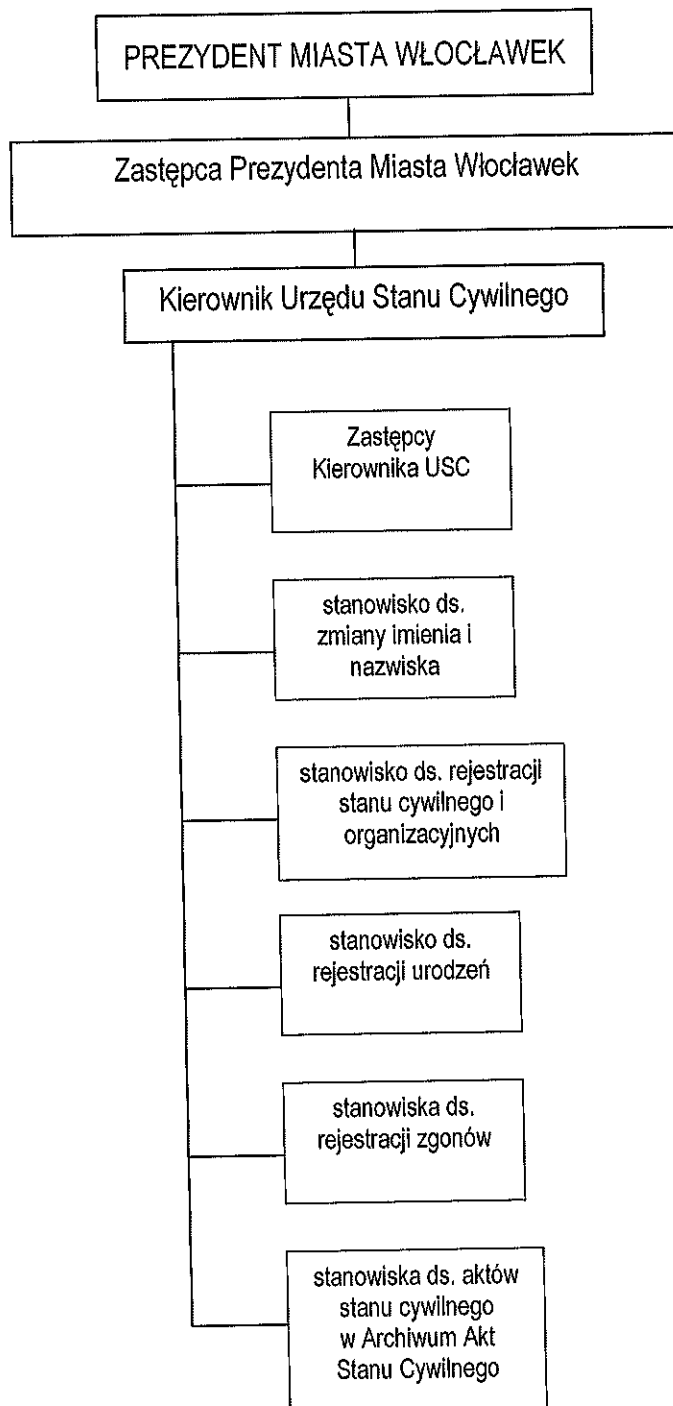 PREZYDENT MIASTA WŁOCŁAWEK
Zastępca Prezydenta Miasta Włocławek
Kierownik Urzędu Stanu Cywilnego
Zastępcy
Kierownika USC
stanowisko ds.
zmiany imienia i
nazwiska
stanowisko ds. rejestracji
stanu cywilnego i
organizacyjnych
stanowisko ds.
rejestracji urodzeń
stanowiska ds.
rejestracji zgonów
stanowiska ds. aktów
stanu cywilnego
w Archiwum Akt
Stanu Cywilnego